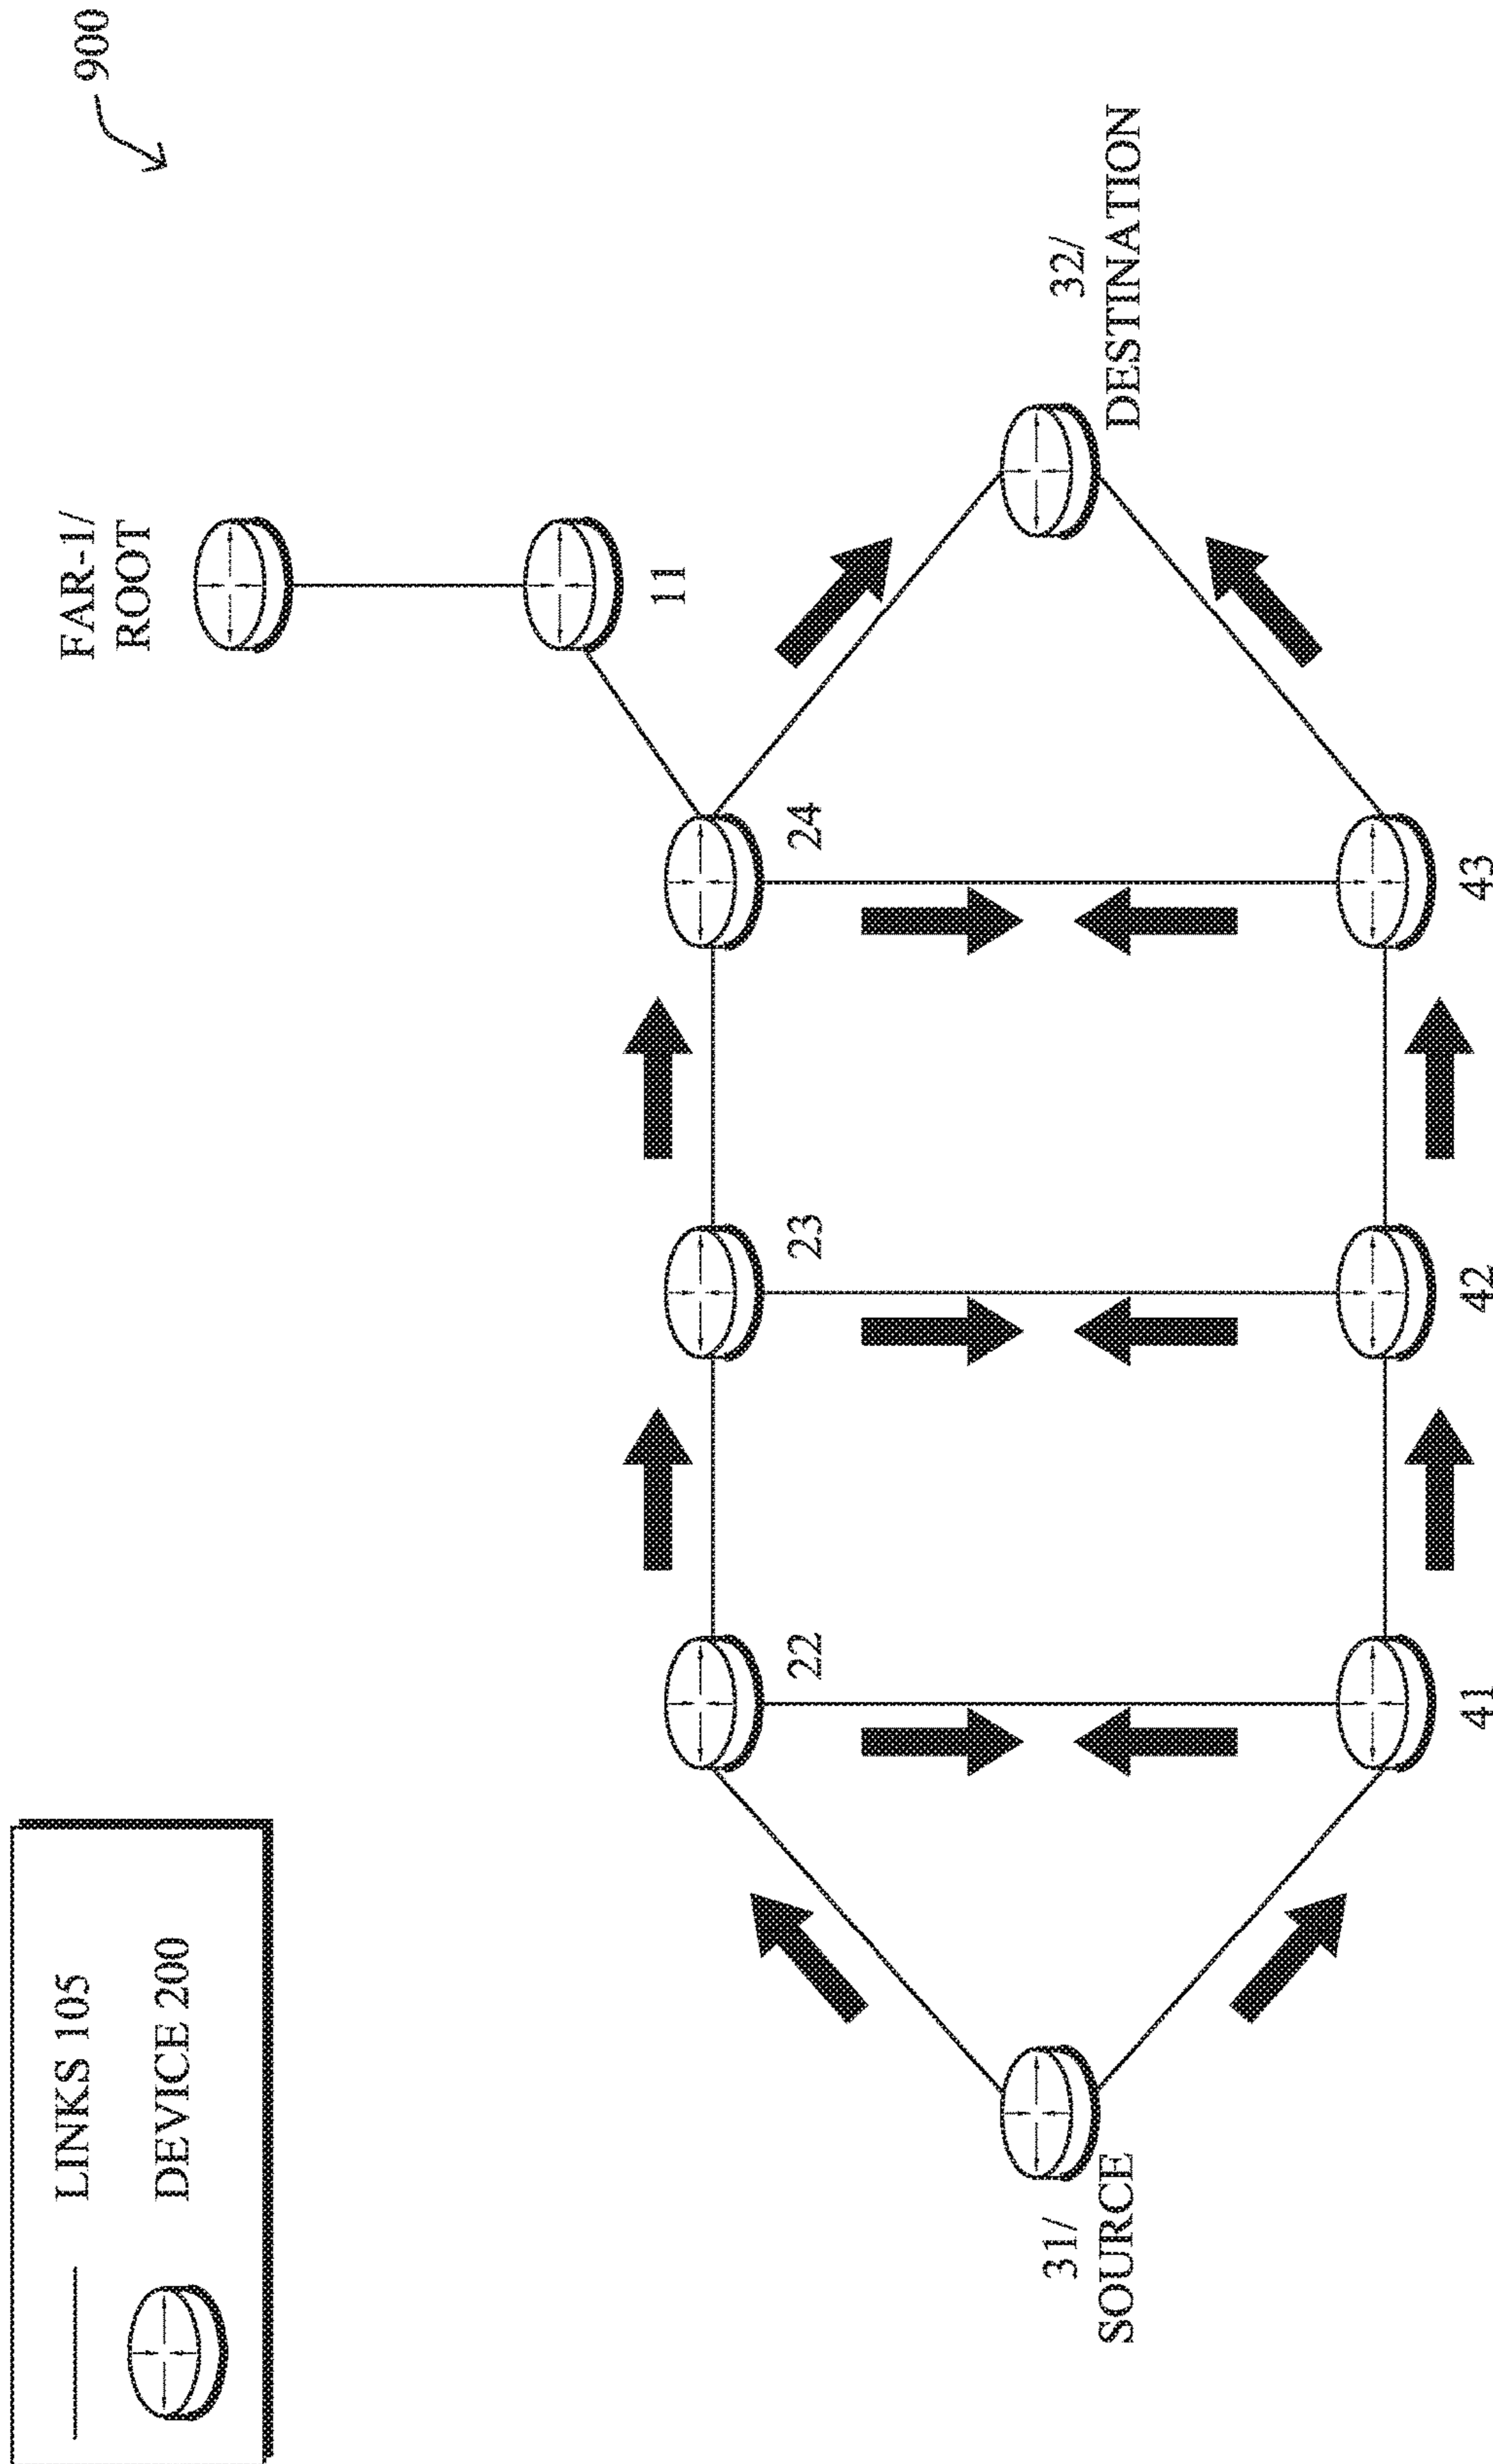 LINKS 105
DEVICE 200
900
FAR-1/
ROOT
11
22
23
24
31/
SOURCE
32/
DESTINATION
41
42
43